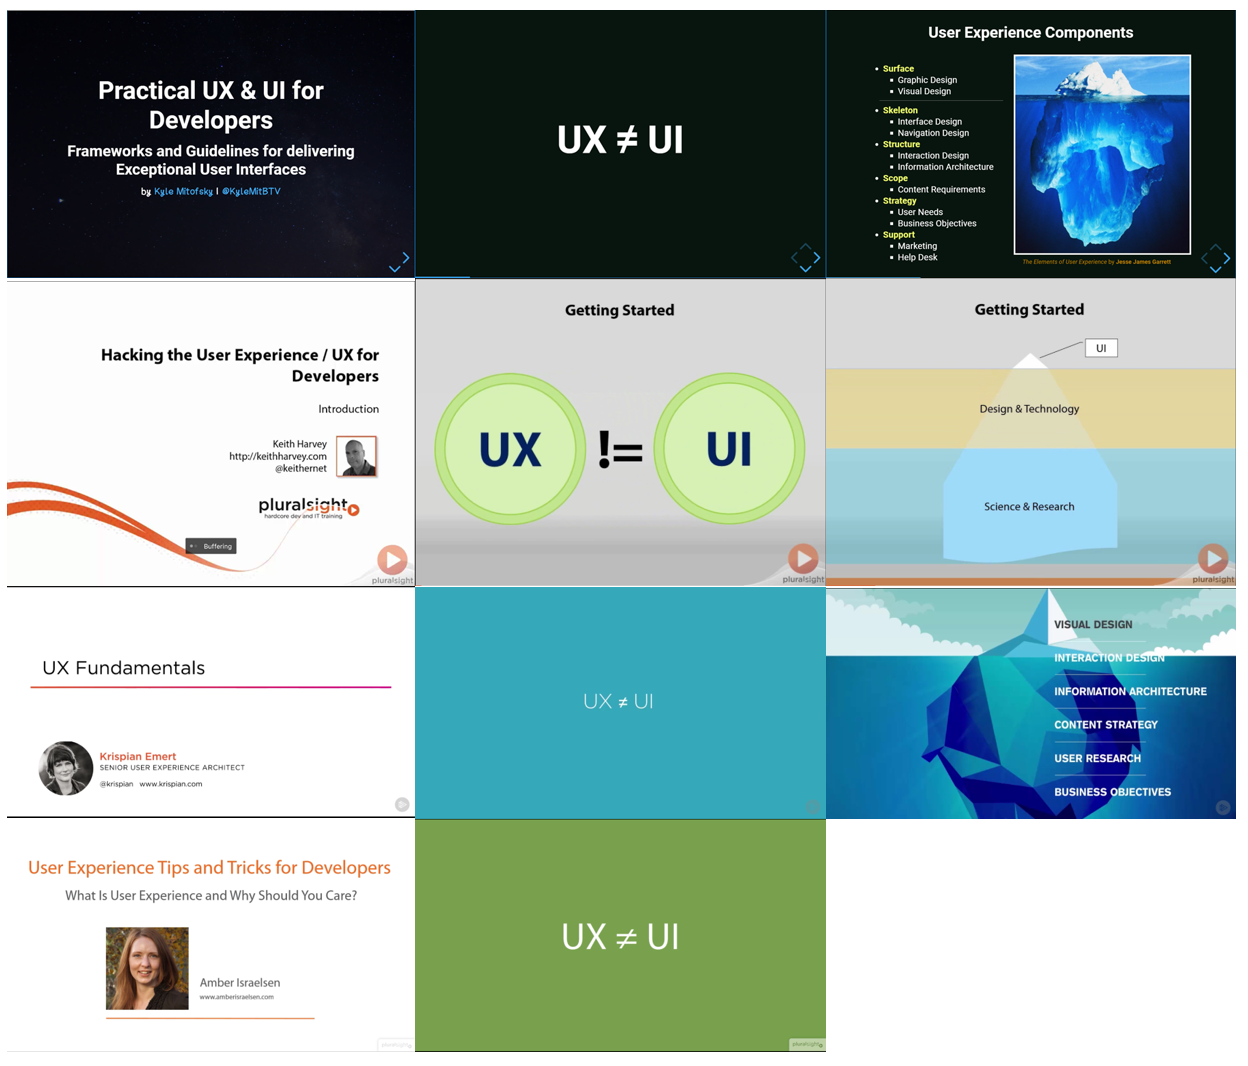 Practical UX & UI for
Developers
Frameworks and Guidelines for delivering
Exceptional User Interfaces
by Kyle Mitofsky | @KyleMitBTV
UX ≠ UI
User Experience Components
• Surface
▪ Graphic Design
▪ Visual Design
• Skeleton
▪ Interface Design
▪ Navigation Design
• Structure
▪ Interaction Design
▪ Information Architecture
• Scope
▪ Content Requirements
• Strategy
▪ User Needs
▪ Business Objectives
• Support
▪ Marketing
▪ Help Desk
The Elements of User Experience by Jesse James Garrett
Hacking the User Experience / UX for
Developers
Introduction
Keith Harvey
http://keithharvey.com
@keithernet
pluralsight
hardcore dev and IT training
Buffering
pluralsight
Getting Started
UX != UI
pluralsight
Getting Started
UI
Design & Technology
Science & Research
pluralsight
UX Fundamentals
Krispian Emert
SENIOR USER EXPERIENCE ARCHITECT
@krispian www.krispian.com
UX ≠ UI
VISUAL DESIGN
INTERACTION DESIGN
INFORMATION ARCHITECTURE
CONTENT STRATEGY
USER RESEARCH
BUSINESS OBJECTIVES
User Experience Tips and Tricks for Developers
What Is User Experience and Why Should You Care?
Amber Israelsen
www.amberisraelsen.com
pluralsight
UX ≠ UI
pluralsight